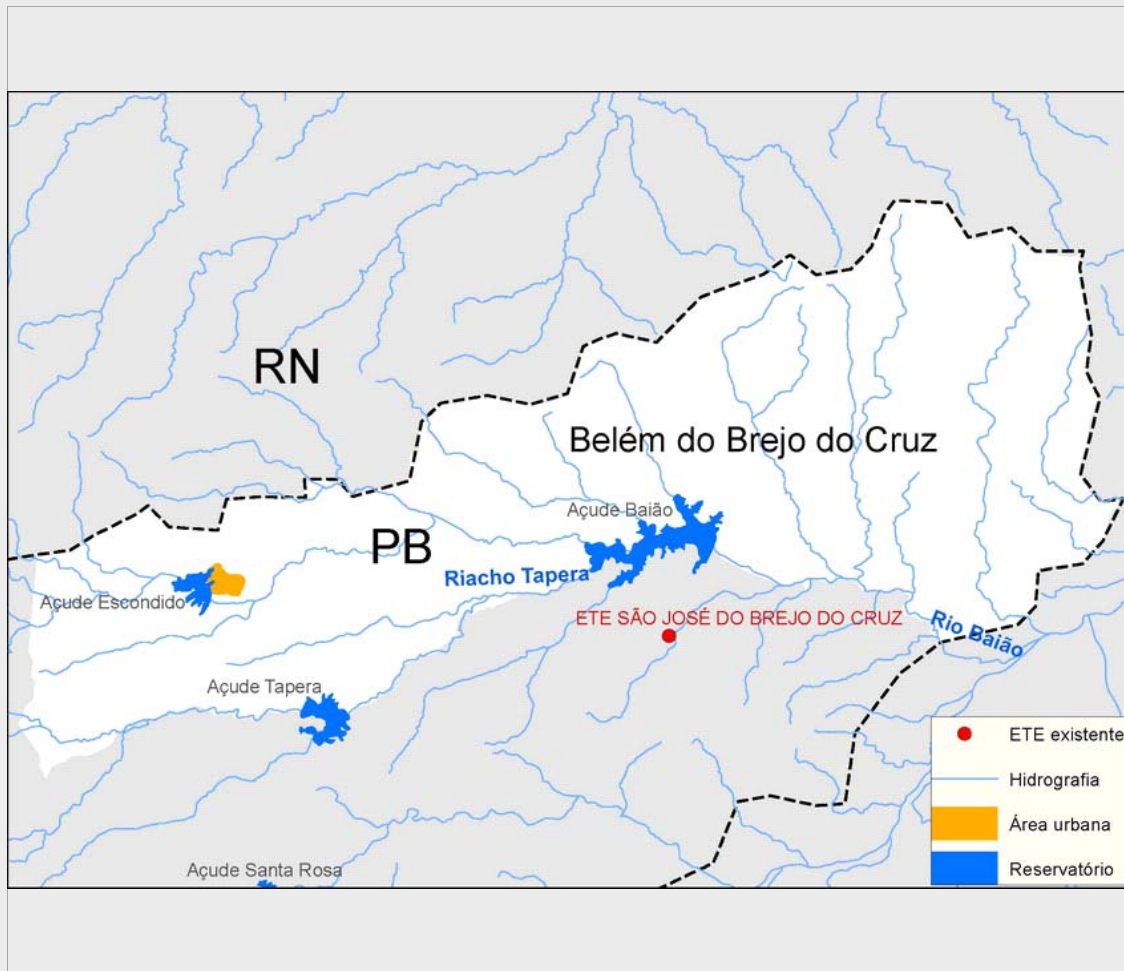 RN
Belém do Brejo do Cruz
Açude Baião
PB
Riacho Tapera
Açude Escondido
ETE SÃO JOSÉ DO BREJO DO CRUZ
Rio Baião
Açude Tapera
Açude Santa Rosa
ETE existente
Hidrografia
Área urbana
Reservatório